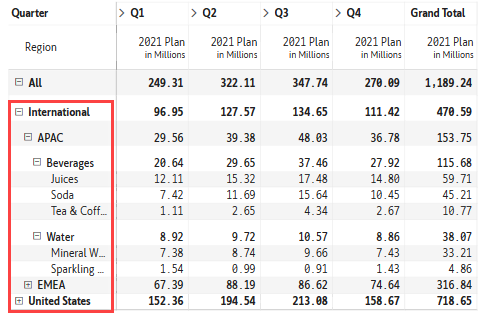 Quarter Q1 Q2 Q3 Q4 Grand Total
Region 2021 Plan 2021 Plan 2021 Plan 2021 Plan 2021 Plan
in Millions in Millions in Millions in Millions in Millions
All 249.31 322.11 347.74 270.09 1,189.24
International 96.95 127.57 134.65 111.42 470.59
APAC 29.56 39.38 48.03 36.78 153.75
Beverages 20.64 29.65 37.46 27.92 115.68
Juices 12.11 15.32 17.48 14.80 59.71
Soda 7.42 11.69 15.64 10.45 45.21
Tea & Coff... 1.11 2.65 4.34 2.67 10.77
Water 8.92 9.72 10.57 8.86 38.07
Mineral W... 7.38 8.74 9.66 7.43 33.21
Sparkling ... 1.54 0.99 0.91 1.43 4.86
EMEA 67.39 88.19 86.62 74.64 316.84
United States 152.36 194.54 213.08 158.67 718.65